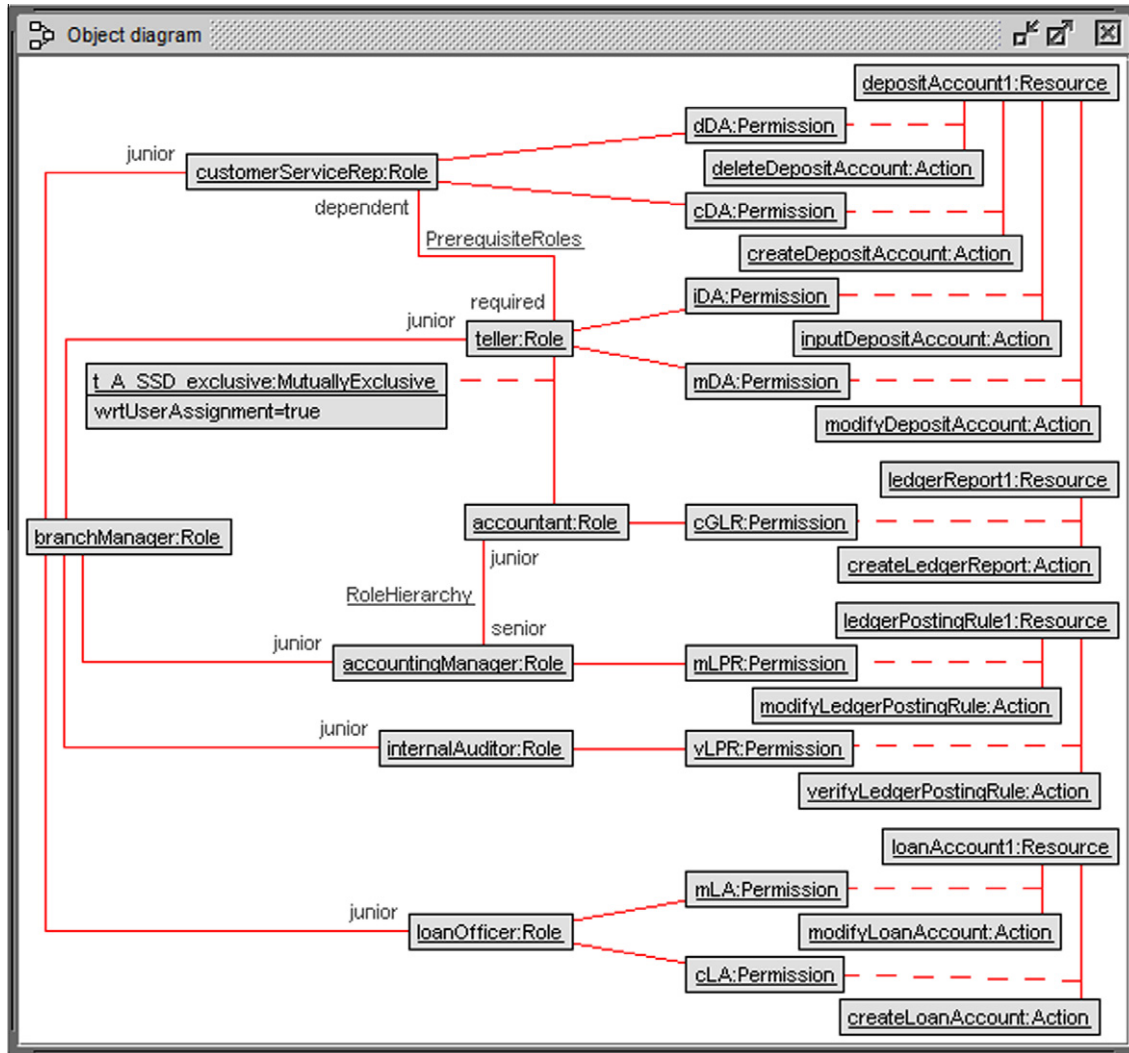 Object diagram
depositAccount1:Resource
dDA:Permission
junior
customerServiceRep:Role
deleteDepositAccount:Action
dependent
cDA:Permission
PrerequisiteRoles
createDepositAccount:Action
required
iDA:Permission
junior
teller:Role
inputDepositAccount:Action
t_A_SSD_exclusive:MutuallyExclusive
wrtUserAssignment=true
mDA:Permission
modifyDepositAccount:Action
ledgerReport1:Resource
branchManager:Role
accountant:Role
cGLR:Permission
junior
createLedgerReport:Action
RoleHierarchy
senior
ledgerPostingRule1:Resource
junior
accountingManager:Role
mLPR:Permission
modifyLedgerPostingRule:Action
junior
internalAuditor:Role
vLPR:Permission
verifyLedgerPostingRule:Action
loanAccount1:Resource
mLA:Permission
junior
loanOfficer:Role
modifyLoanAccount:Action
cLA:Permission
createLoanAccount:Action